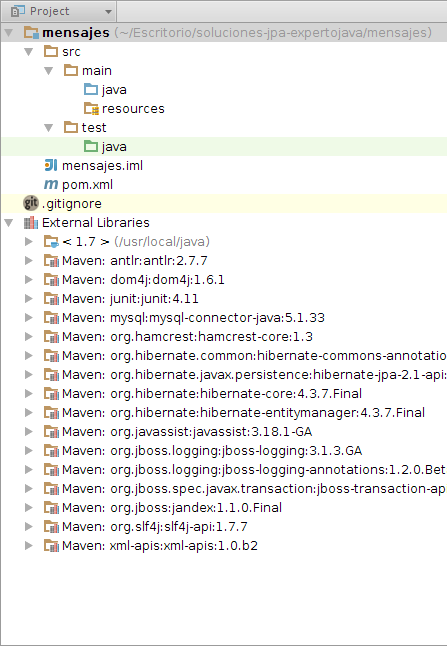 Project
mensajes (~/Escritorio/soluciones-jpa-expertojava/mensajes)
src
main
java
resources
test
java
mensajes.iml
m pom.xml
git .gitignore
External Libraries
< 1.7 > (/usr/local/java)
Maven: antlr:antlr:2.7.7
Maven: dom4j:dom4j:1.6.1
Maven: junit:junit:4.11
Maven: mysql:mysql-connector-java:5.1.33
Maven: org.hamcrest:hamcrest-core:1.3
Maven: org.hibernate.common:hibernate-commons-annotatio
Maven: org.hibernate.javax.persistence:hibernate-jpa-2.1-api:
Maven: org.hibernate:hibernate-core:4.3.7.Final
Maven: org.hibernate:hibernate-entitymanager:4.3.7.Final
Maven: org.javassist:javassist:3.18.1-GA
Maven: org.jboss.logging:jboss-logging:3.1.3.GA
Maven: org.jboss.logging:jboss-logging-annotations:1.2.0.Bet
Maven: org.jboss.spec.javax.transaction:jboss-transaction-ap
Maven: org.jboss:jandex:1.1.0.Final
Maven: org.slf4j:slf4j-api:1.7.7
Maven: xml-apis:xml-apis:1.0.b2